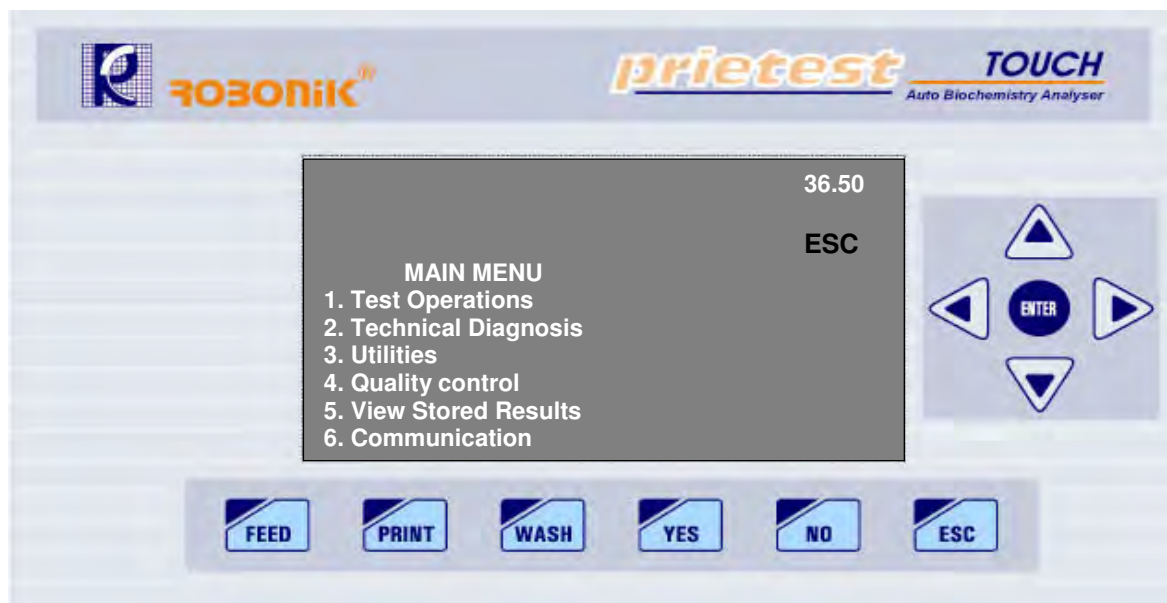 ROBONiK®
prietest TOUCH
Auto Biochemistry Analyser
36.50
ESC
MAIN MENU
1. Test Operations
2. Technical Diagnosis
3. Utilities
4. Quality control
5. View Stored Results
6. Communication
ENTER
FEED PRINT WASH YES NO ESC